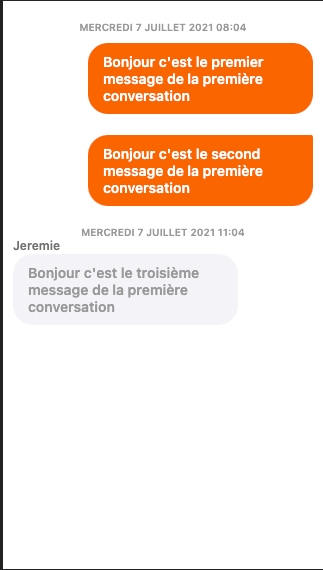 MERCREDI 7 JUILLET 2021 08:04
Bonjour c'est le premier
message de la première
conversation
Bonjour c'est le second
message de la première
conversation
MERCREDI 7 JUILLET 2021 11:04
Jeremie
Bonjour c'est le troisième
message de la première
conversation